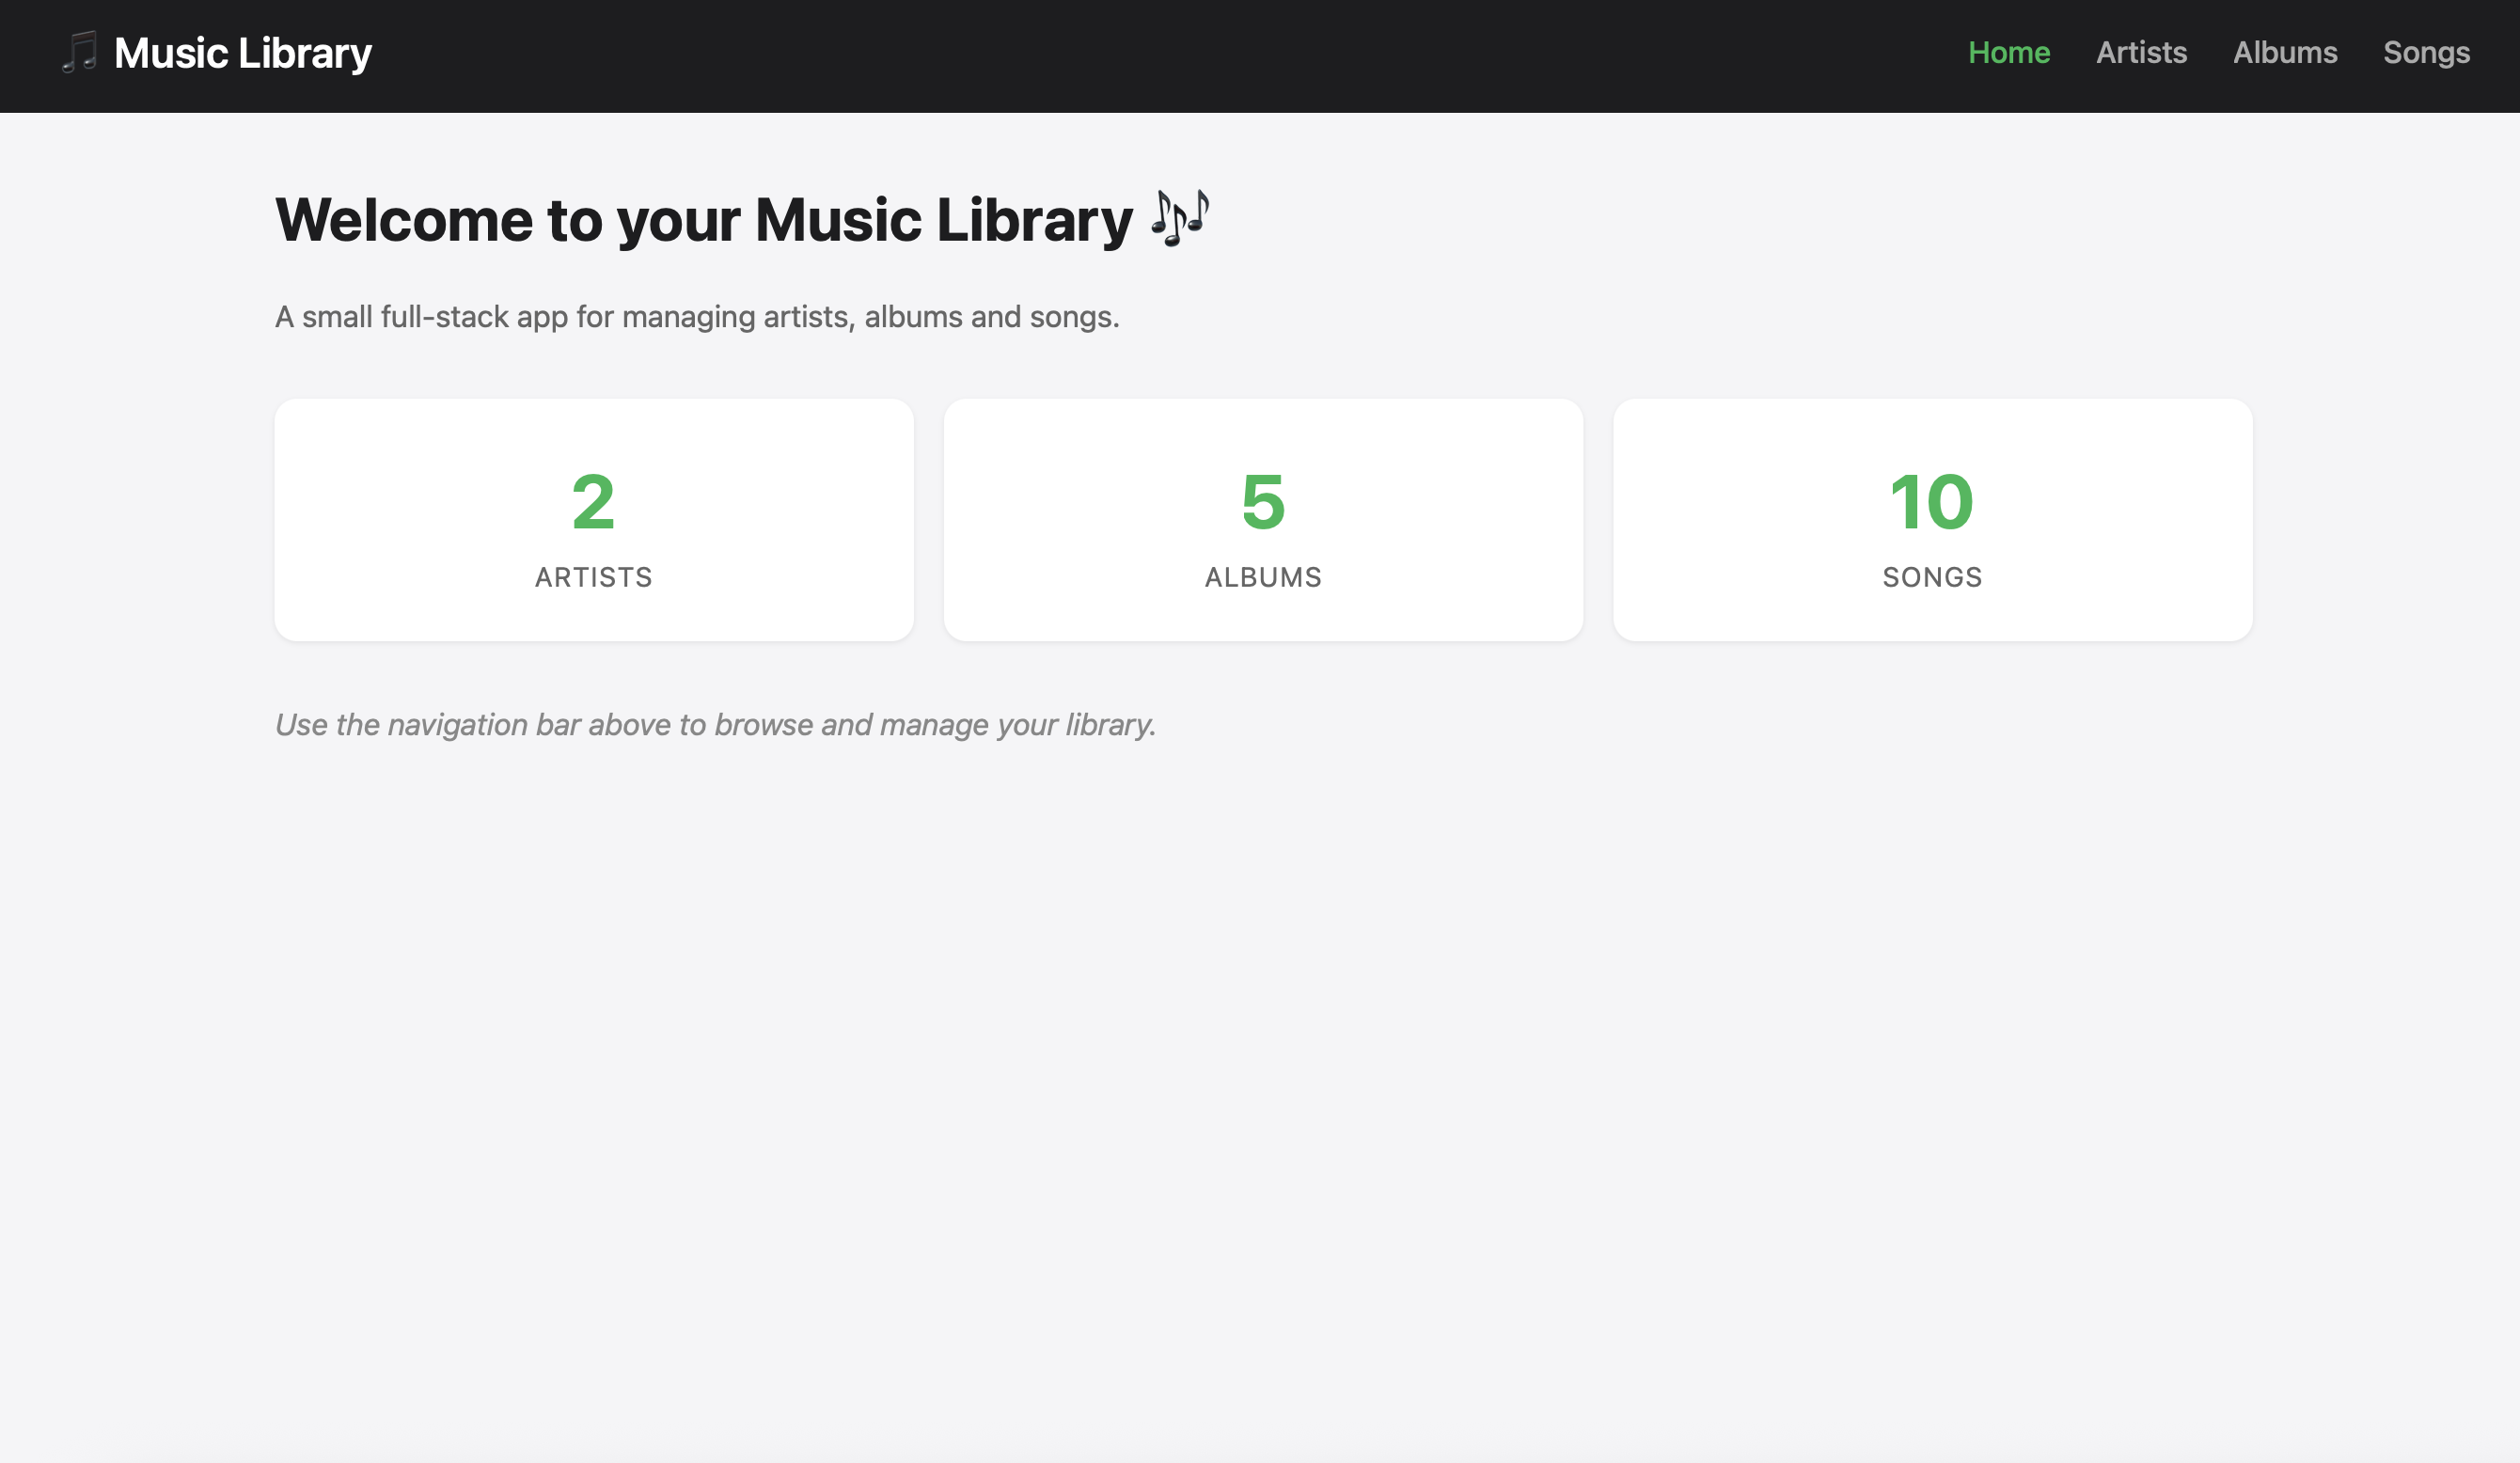 🎵 Music Library
Home Artists Albums Songs
Welcome to your Music Library 🎶
A small full-stack app for managing artists, albums and songs.
2
ARTISTS
5
ALBUMS
10
SONGS
Use the navigation bar above to browse and manage your library.